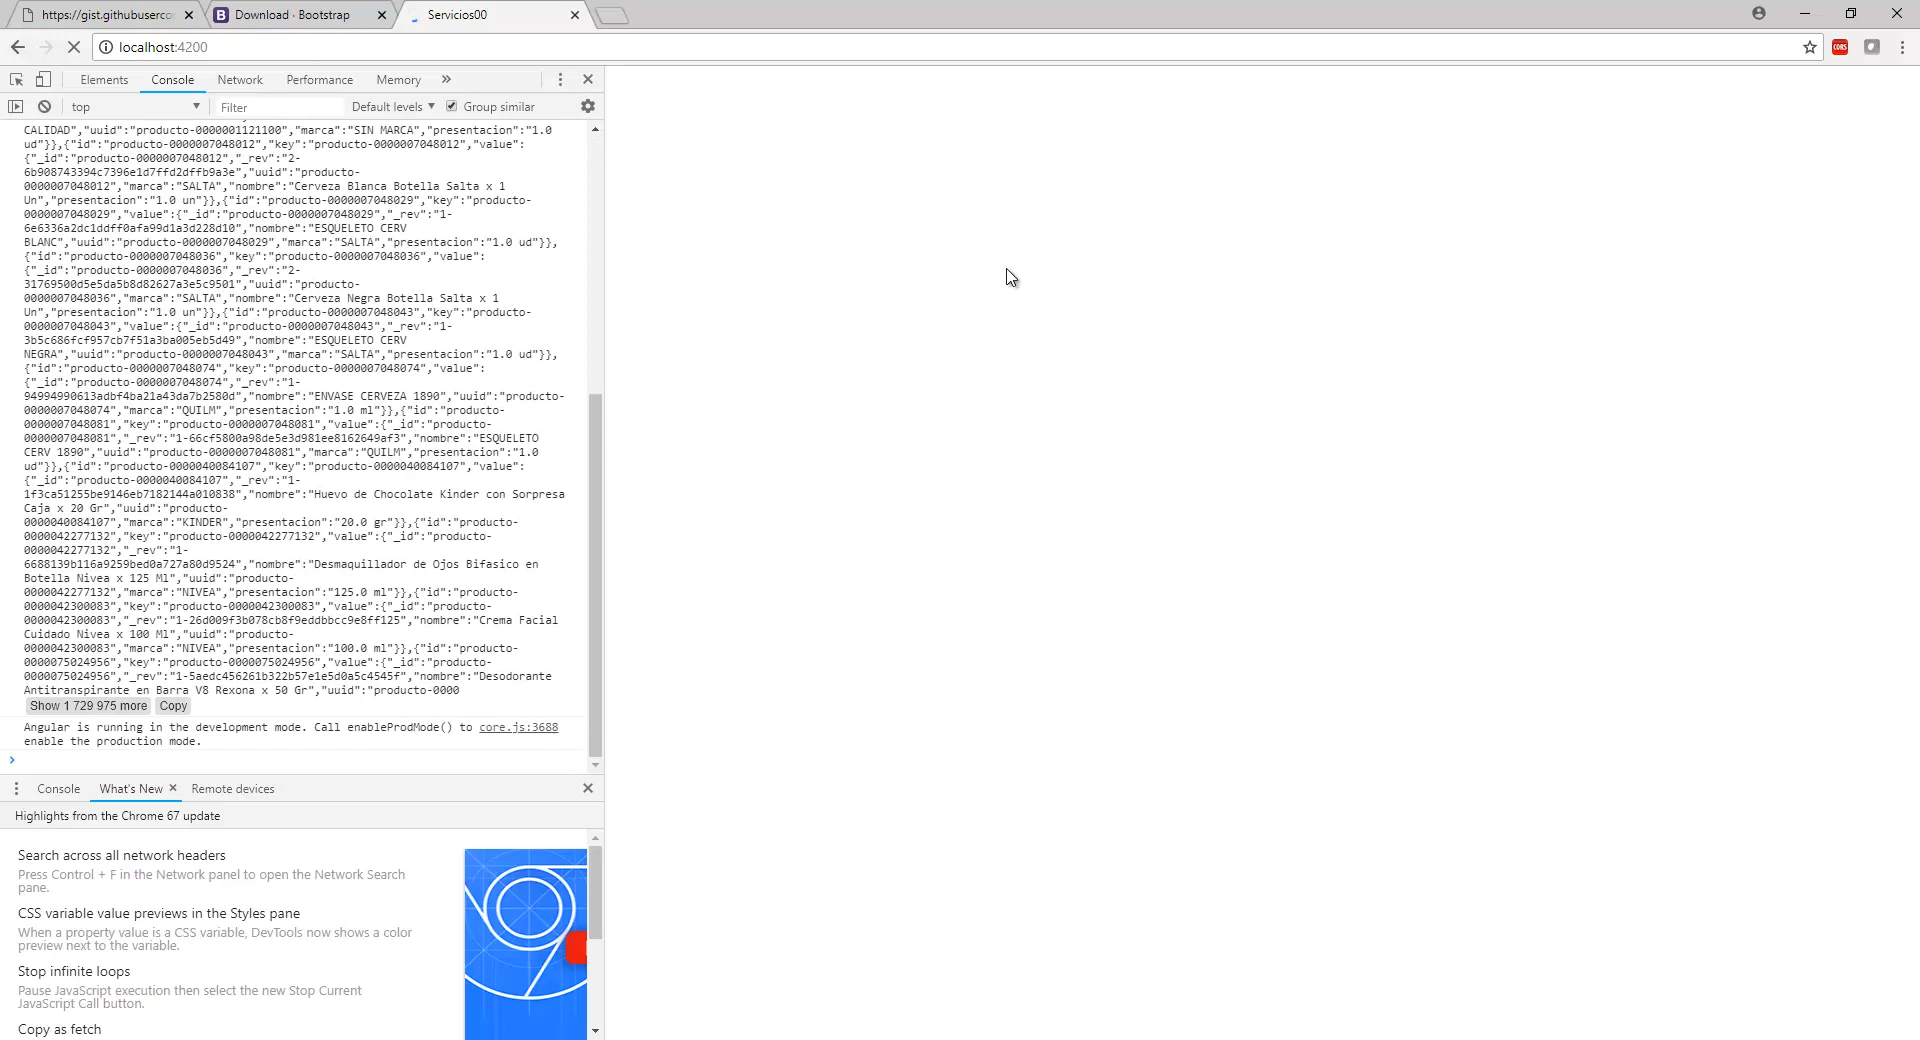 https://gist.githubuserco
Download · Bootstrap
Servicios00
localhost:4200
CORS
Elements Console Network Performance Memory »
top Filter Default levels Group similar
CALIDAD","uuid":"producto-0000001121100","marca":"SIN MARCA","presentacion":"1.0
ud"}},{"id":"producto-0000007048012","key":"producto-0000007048012","value":
{"_id":"producto-0000007048012","_rev":"2-
6b908743394c7396e1d7ffd2dffb9a3e","uuid":"producto-
0000007048012","marca":"SALTA","nombre":"Cerveza Blanca Botella Salta x 1
Un","presentacion":"1.0 un"}},{"id":"producto-0000007048029","key":"producto-
0000007048029","value":{"_id":"producto-0000007048029","_rev":"1-
6e6336a2dc1ddff0afa99d1a3d228d10","nombre":"ESQUELETO CERV
BLANC","uuid":"producto-0000007048029","marca":"SALTA","presentacion":"1.0 ud"}},
{"id":"producto-0000007048036","key":"producto-0000007048036","value":
{"_id":"producto-0000007048036","_rev":"2-
31769500d5e5da5b8d82627a3e5c9501","uuid":"producto-
0000007048036","marca":"SALTA","nombre":"Cerveza Negra Botella Salta x 1
Un","presentacion":"1.0 un"}},{"id":"producto-0000007048043","key":"producto-
0000007048043","value":{"_id":"producto-0000007048043","_rev":"1-
3b5c686fcf957cb7f51a3ba005eb5d49","nombre":"ESQUELETO CERV
NEGRA","uuid":"producto-0000007048043","marca":"SALTA","presentacion":"1.0 ud"}},
{"id":"producto-0000007048074","key":"producto-0000007048074","value":
{"_id":"producto-0000007048074","_rev":"1-
94994990613adbf4ba21a43da7b2580d","nombre":"ENVASE CERVEZA 1890","uuid":"producto-
0000007048074","marca":"QUILM","presentacion":"1.0 ml"}},{"id":"producto-
0000007048081","key":"producto-0000007048081","value":{"_id":"producto-
0000007048081","_rev":"1-66cf5800a98de5e3d981ee8162649af3","nombre":"ESQUELETO
CERV 1890","uuid":"producto-0000007048081","marca":"QUILM","presentacion":"1.0
ud"}},{"id":"producto-0000040084107","key":"producto-0000040084107","value":
{"_id":"producto-0000040084107","_rev":"1-
1f3ca51255be9146eb7182144a010838","nombre":"Huevo de Chocolate Kinder con Sorpresa
Caja x 20 Gr","uuid":"producto-
0000040084107","marca":"KINDER","presentacion":"20.0 gr"}},{"id":"producto-
0000042277132","key":"producto-0000042277132","value":{"_id":"producto-
0000042277132","_rev":"1-
6688139b116a9259bed0a727a80d9524","nombre":"Desmaquillador de Ojos Bifasico en
Botella Nivea x 125 Ml","uuid":"producto-
0000042277132","marca":"NIVEA","presentacion":"125.0 ml"}},{"id":"producto-
0000042300083","key":"producto-0000042300083","value":{"_id":"producto-
0000042300083","_rev":"1-26d009f3b078cb8f9eddbbcc9e8ff125","nombre":"Crema Facial
Cuidado Nivea x 100 Ml","uuid":"producto-
0000042300083","marca":"NIVEA","presentacion":"100.0 ml"}},{"id":"producto-
0000075024956","key":"producto-0000075024956","value":{"_id":"producto-
0000075024956","_rev":"1-5aedc456261b322b57e1e5d0a5c4545f","nombre":"Desodorante
Antitranspirante en Barra V8 Rexona x 50 Gr","uuid":"producto-0000
Show 1 729 975 more Copy
Angular is running in the development mode. Call enableProdMode() to core.js:3688
enable the production mode.
Console What's New Remote devices
Highlights from the Chrome 67 update
Search across all network headers
Press Control + F in the Network panel to open the Network Search
pane.
CSS variable value previews in the Styles pane
When a property value is a CSS variable, DevTools now shows a color
preview next to the variable.
Stop infinite loops
Pause JavaScript execution then select the new Stop Current
JavaScript Call button.
Copy as fetch